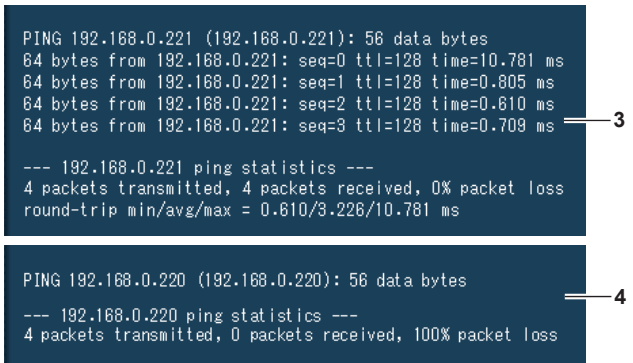 PING 192.168.0.221 (192.168.0.221): 56 data bytes
64 bytes from 192.168.0.221: seq=0 ttl=128 time=10.781 ms
64 bytes from 192.168.0.221: seq=1 ttl=128 time=0.805 ms
64 bytes from 192.168.0.221: seq=2 ttl=128 time=0.610 ms
64 bytes from 192.168.0.221: seq=3 ttl=128 time=0.709 ms
3
--- 192.168.0.221 ping statistics ---
4 packets transmitted, 4 packets received, 0% packet loss
round-trip min/avg/max = 0.610/3.226/10.781 ms
PING 192.168.0.220 (192.168.0.220): 56 data bytes
4
--- 192.168.0.220 ping statistics ---
4 packets transmitted, 0 packets received, 100% packet loss